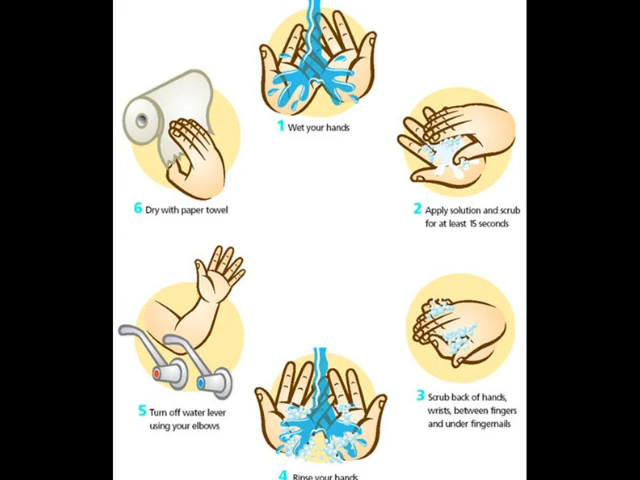 1 Wet your hands
2 Apply solution and scrub
for at least 15 seconds
3 Scrub back of hands,
wrists, between fingers
and under fingernails
4 Rinse your hands
5 Turn off water lever
using your elbows
6 Dry with paper towel